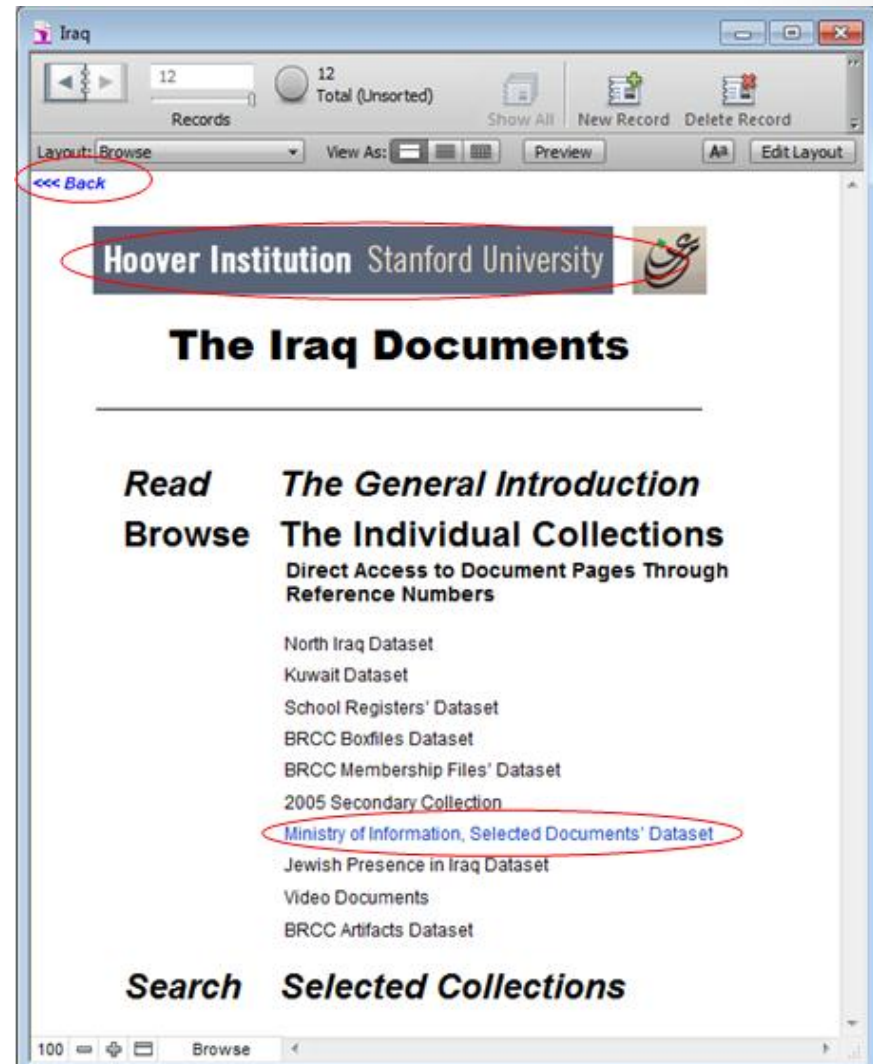 Iraq
12
12
Total (Unsorted)
Records
Show All
New Record
Delete Record
Layout: Browse
View As:
Preview
Aa
Edit Layout
<<< Back
Hoover Institution Stanford University
The Iraq Documents
Read The General Introduction
Browse The Individual Collections
Direct Access to Document Pages Through
Reference Numbers
North Iraq Dataset
Kuwait Dataset
School Registers' Dataset
BRCC Boxfiles Dataset
BRCC Membership Files' Dataset
2005 Secondary Collection
Ministry of Information, Selected Documents' Dataset
Jewish Presence in Iraq Dataset
Video Documents
BRCC Artifacts Dataset
Search Selected Collections
100
Browse